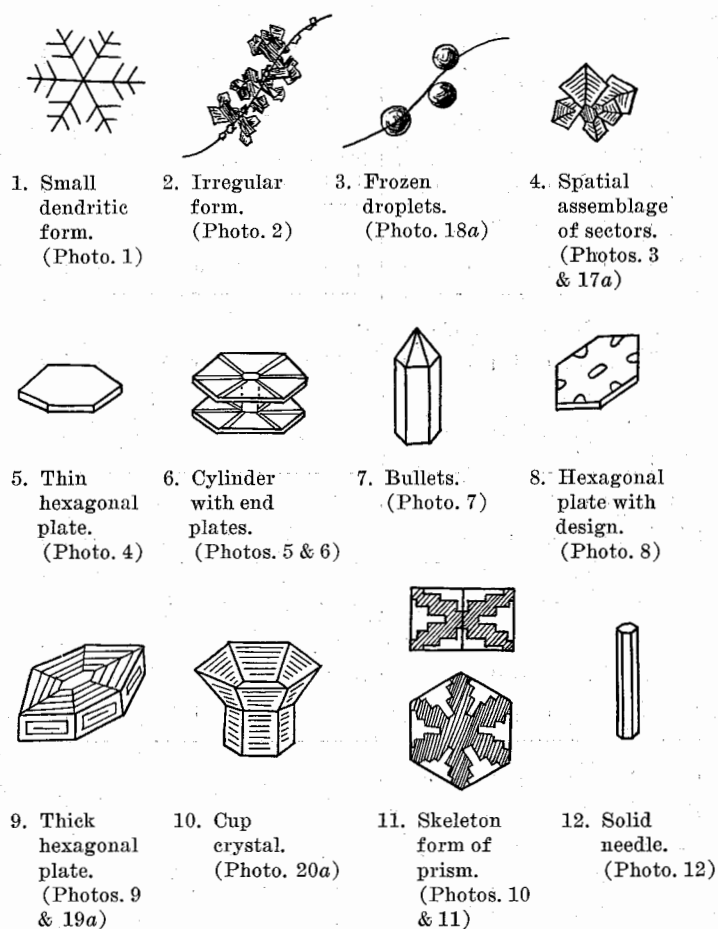 1. Small
dendritic
form.
(Photo. 1)
2. Irregular
form.
(Photo. 2)
3. Frozen
droplets.
(Photo. 18a)
4. Spatial
assemblage
of sectors.
(Photos. 3
& 17a)
5. Thin
hexagonal
plate.
(Photo. 4)
6. Cylinder
with end
plates.
(Photos. 5 & 6)
7. Bullets.
(Photo. 7)
8. Hexagonal
plate with
design.
(Photo. 8)
9. Thick
hexagonal
plate.
(Photos. 9
& 19a)
10. Cup
crystal.
(Photo. 20a)
11. Skeleton
form of
prism.
(Photos. 10
& 11)
12. Solid
needle.
(Photo. 12)